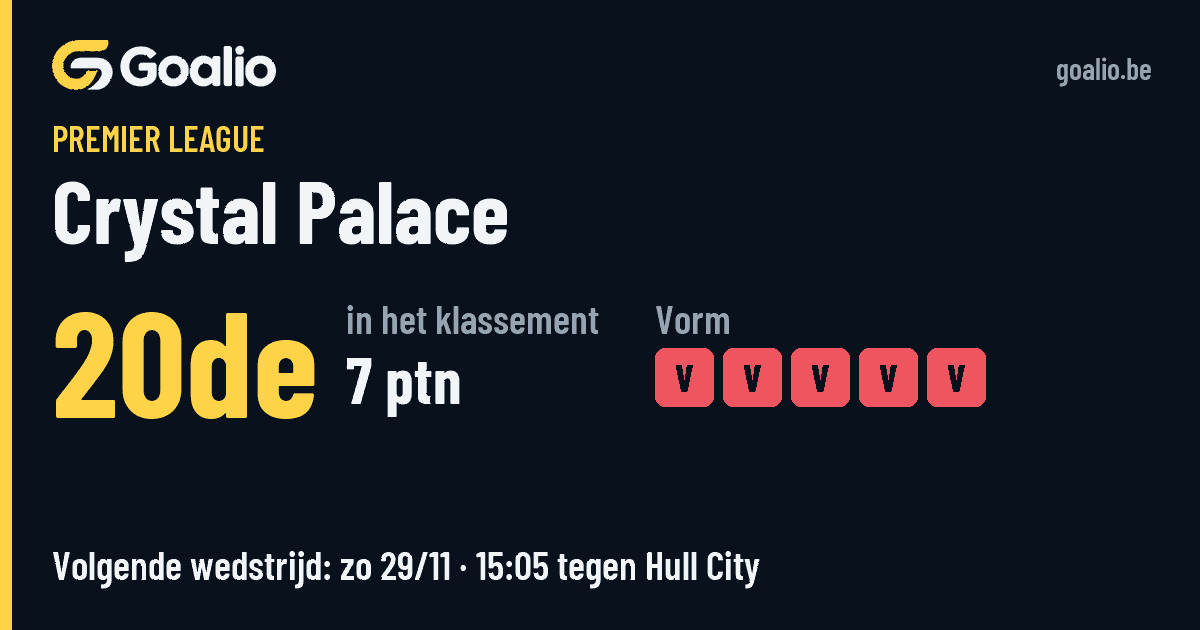 Goalio
goalio.be
PREMIER LEAGUE
Crystal Palace
20de
in het klassement
7 ptn
Vorm
V V V V V
Volgende wedstrijd: zo 29/11 · 15:05 tegen Hull City